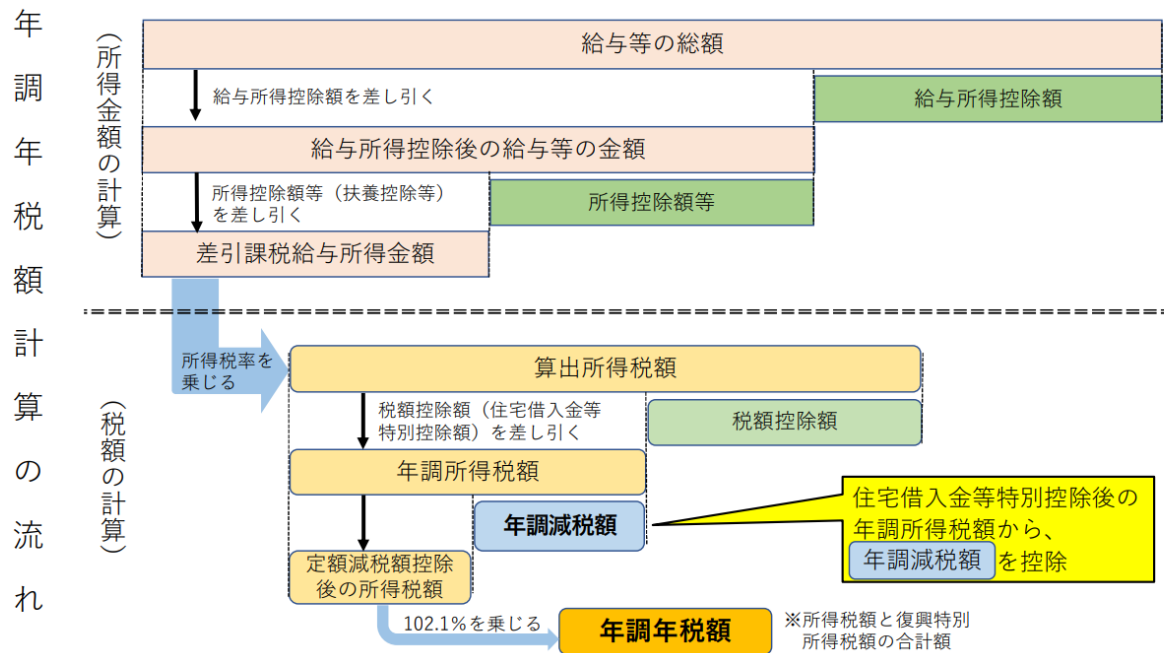 年調年税額計算の流れ
(所得金額の計算)
給与等の総額
給与所得控除額を差し引く
給与所得控除額
給与所得控除後の給与等の金額
所得控除額等（扶養控除等）
を差し引く
所得控除額等
差引課税給与所得金額
(税額の計算)
所得税率を
乗じる
算出所得税額
税額控除額（住宅借入金等
特別控除額）を差し引く
税額控除額
年調所得税額
年調減税額
住宅借入金等特別控除後の
年調所得税額から、
年調減税額 を控除
定額減税額控除
後の所得税額
102.1％を乗じる
年調年税額
※所得税額と復興特別
所得税額の合計額